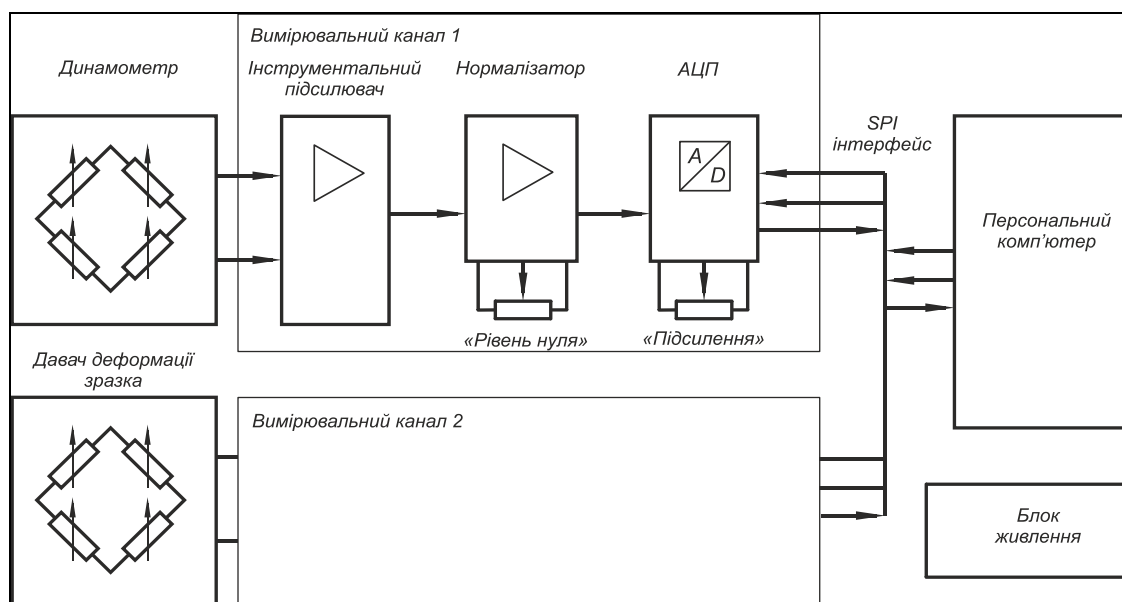 Вимірювальний канал 1
Динамометр
Інструментальний
підсилювач
Нормалізатор
АЦП
A
D
SPI
інтерфейс
Персональний
комп’ютер
«Рівень нуля»
«Підсилення»
Давач деформації
зразка
Вимірювальний канал 2
Блок
живлення